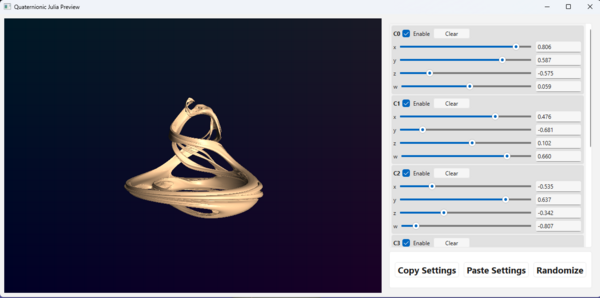 Quaternionic Julia Preview
C0 Enable Clear
x 0.806
y 0.587
z -0.575
w 0.059
C1 Enable Clear
x 0.476
y -0.681
z 0.102
w 0.660
C2 Enable Clear
x -0.535
y 0.637
z -0.342
w -0.807
C3 Enable Clear
Copy Settings Paste Settings Randomize